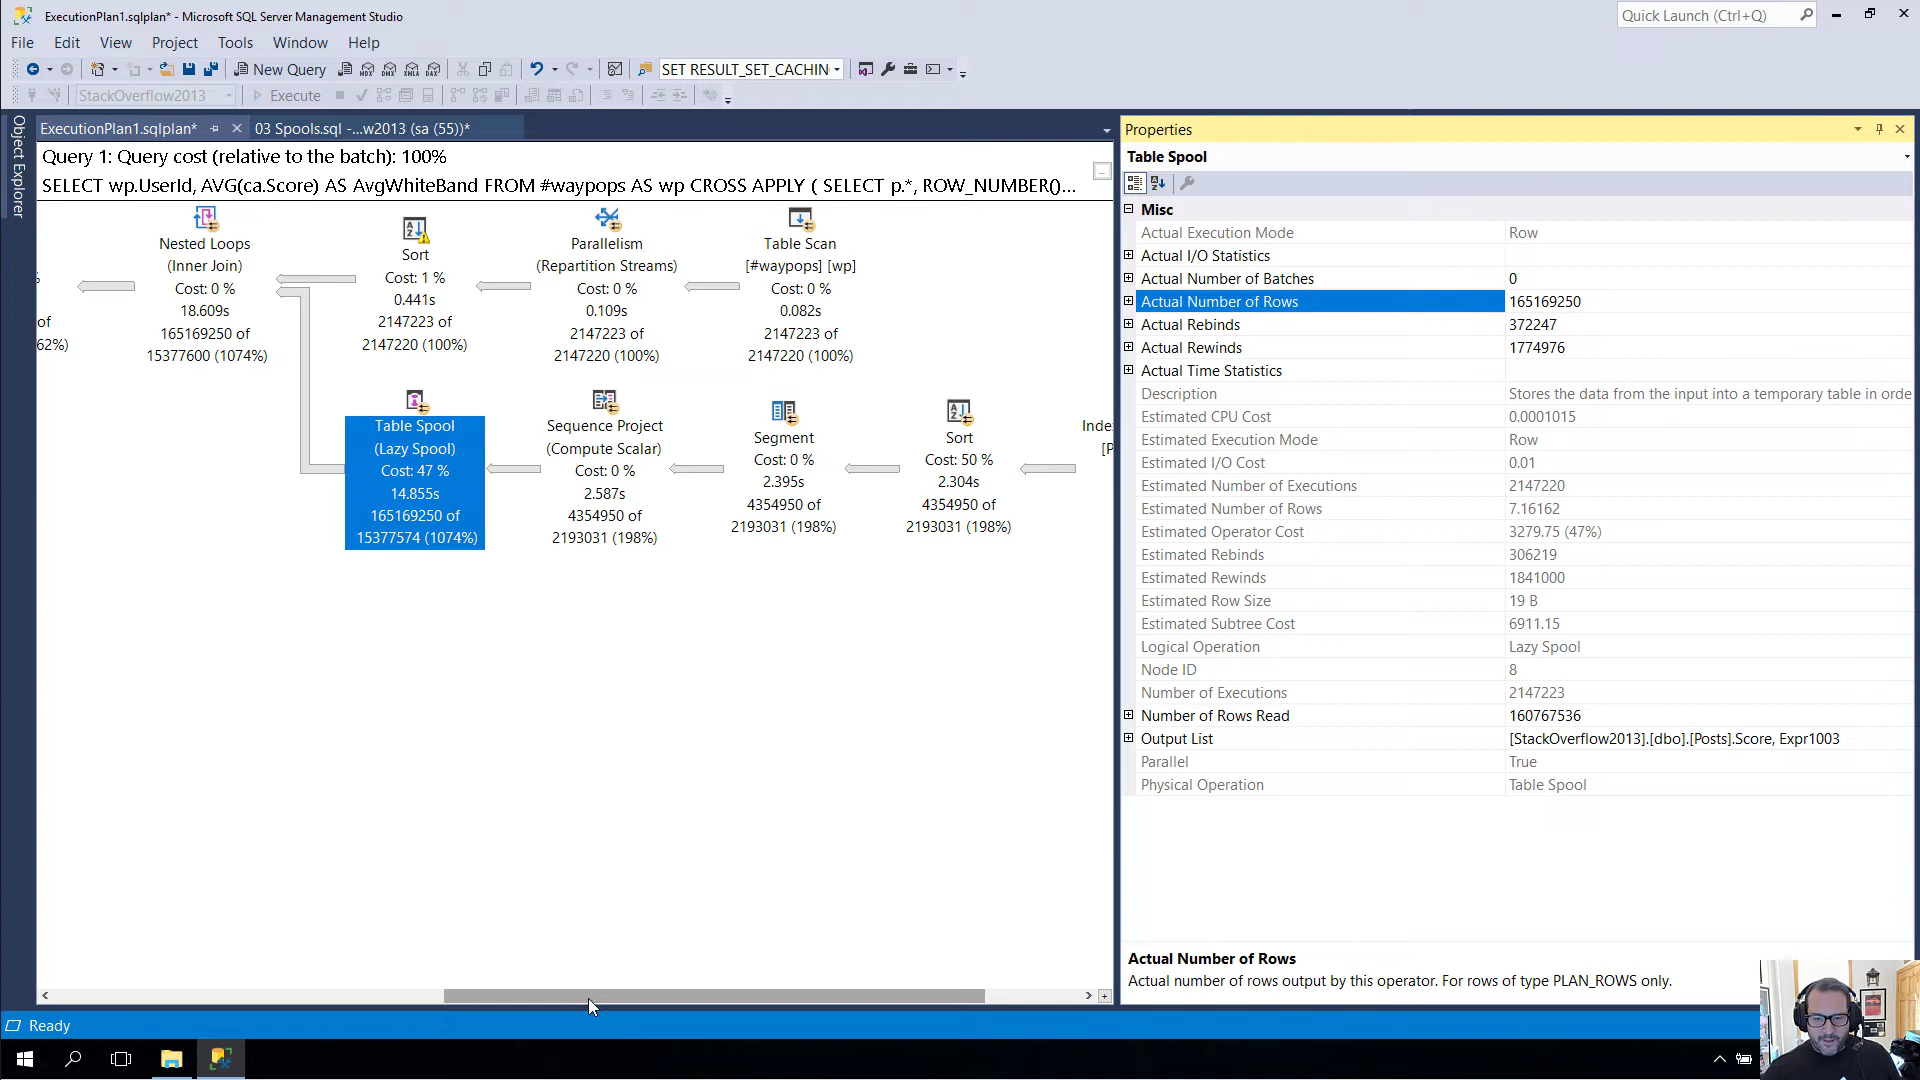 ExecutionPlan1.sqlplan* - Microsoft SQL Server Management Studio
Quick Launch (Ctrl+Q)
File Edit View Project Tools Window Help
New Query
MDX DMX XMLA DAX
SET RESULT_SET_CACHIN
StackOverflow2013
Execute
Object Explorer
ExecutionPlan1.sqlplan*
03 Spools.sql -...w2013 (sa (55))*
Query 1: Query cost (relative to the batch): 100%
SELECT wp.UserId, AVG(ca.Score) AS AvgWhiteBand FROM #waypops AS wp CROSS APPLY ( SELECT p.*, ROW_NUMBER()...
%
of
62%)
Nested Loops
(Inner Join)
Cost: 0 %
18.609s
165169250 of
15377600 (1074%)
Sort
Cost: 1 %
0.441s
2147223 of
2147220 (100%)
Parallelism
(Repartition Streams)
Cost: 0 %
0.109s
2147223 of
2147220 (100%)
Table Scan
[#waypops] [wp]
Cost: 0 %
0.082s
2147223 of
2147220 (100%)
Table Spool
(Lazy Spool)
Cost: 47 %
14.855s
165169250 of
15377574 (1074%)
Sequence Project
(Compute Scalar)
Cost: 0 %
2.587s
4354950 of
2193031 (198%)
Segment
Cost: 0 %
2.395s
4354950 of
2193031 (198%)
Sort
Cost: 50 %
2.304s
4354950 of
2193031 (198%)
Inde
[P
Properties
Table Spool
Misc
Actual Execution Mode Row
Actual I/O Statistics
Actual Number of Batches 0
Actual Number of Rows 165169250
Actual Rebinds 372247
Actual Rewinds 1774976
Actual Time Statistics
Description Stores the data from the input into a temporary table in orde
Estimated CPU Cost 0.0001015
Estimated Execution Mode Row
Estimated I/O Cost 0.01
Estimated Number of Executions 2147220
Estimated Number of Rows 7.16162
Estimated Operator Cost 3279.75 (47%)
Estimated Rebinds 306219
Estimated Rewinds 1841000
Estimated Row Size 19 B
Estimated Subtree Cost 6911.15
Logical Operation Lazy Spool
Node ID 8
Number of Executions 2147223
Number of Rows Read 160767536
Output List [StackOverflow2013].[dbo].[Posts].Score, Expr1003
Parallel True
Physical Operation Table Spool
Actual Number of Rows
Actual number of rows output by this operator. For rows of type PLAN_ROWS only.
Ready